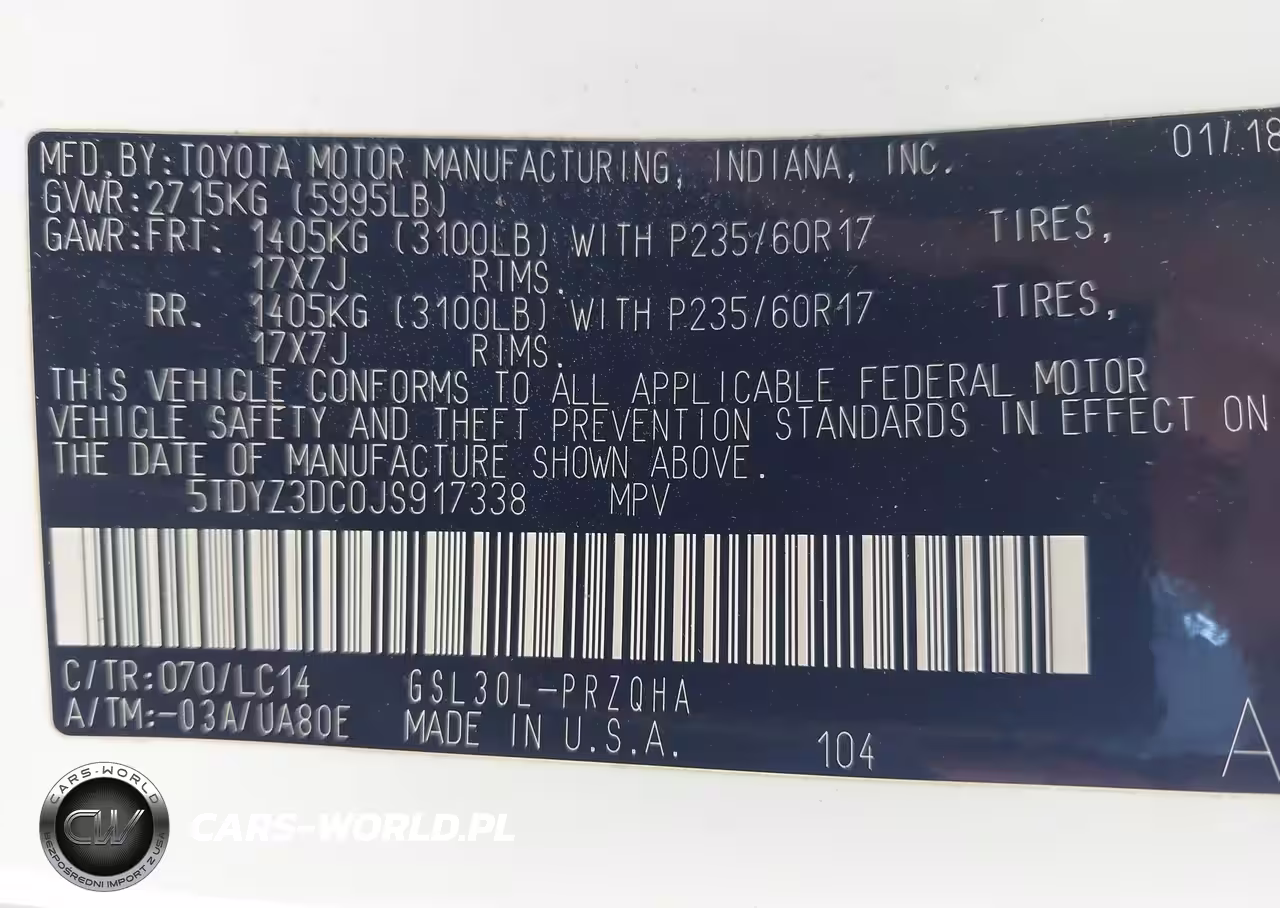 01/18
MFD.BY:TOYOTA MOTOR MANUFACTURING, INDIANA, INC.
GVWR:2715KG (5995LB)
GAWR:FRT: 1405KG (3100LB) WITH P235/60R17 TIRES,
17X7J RIMS.
RR. 1405KG (3100LB) WITH P235/60R17 TIRES,
17X7J RIMS.
THIS VEHICLE CONFORMS TO ALL APPLICABLE FEDERAL MOTOR
VEHICLE SAFETY AND THEFT PREVENTION STANDARDS IN EFFECT ON
THE DATE OF MANUFACTURE SHOWN ABOVE.
5TDYZ3DC0JS917338 MPV
C/TR:070/LC14 GSL30L-PRZQHA
A/TM:-03A/UA80E MADE IN U.S.A. 104 A
CARS-WORLD
CW
BEZPOŚREDNI IMPORT Z USA
CARS-WORLD.PL